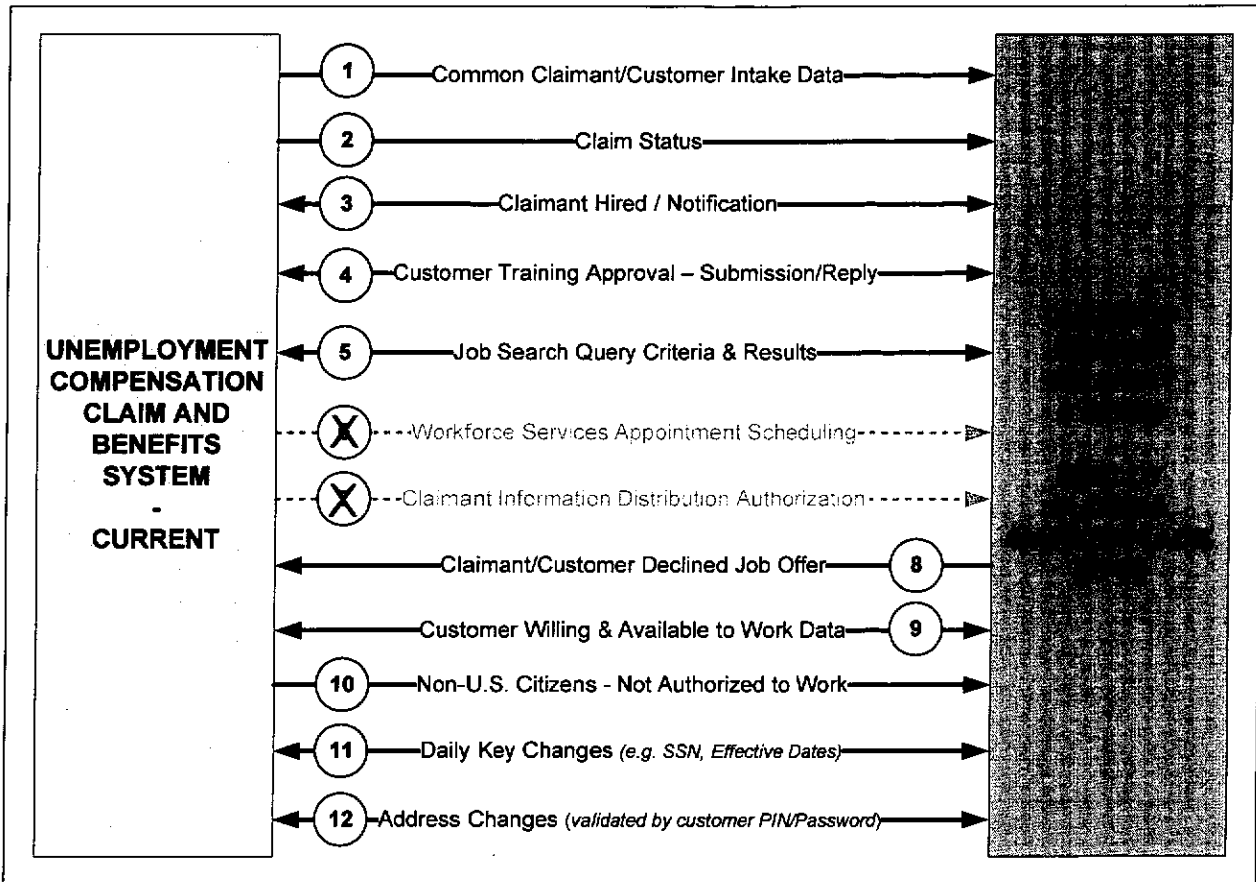 1 Common Claimant/Customer Intake Data
2 Claim Status
3 Claimant Hired / Notification
4 Customer Training Approval – Submission/Reply
5 Job Search Query Criteria & Results
X Workforce Services Appointment Scheduling
X Claimant Information Distribution Authorization
Claimant/Customer Declined Job Offer 8
Customer Willing & Available to Work Data 9
10 Non-U.S. Citizens - Not Authorized to Work
11 Daily Key Changes (e.g. SSN, Effective Dates)
12 Address Changes (validated by customer PIN/Password)
UNEMPLOYMENT
COMPENSATION
CLAIM AND
BENEFITS
SYSTEM
-
CURRENT